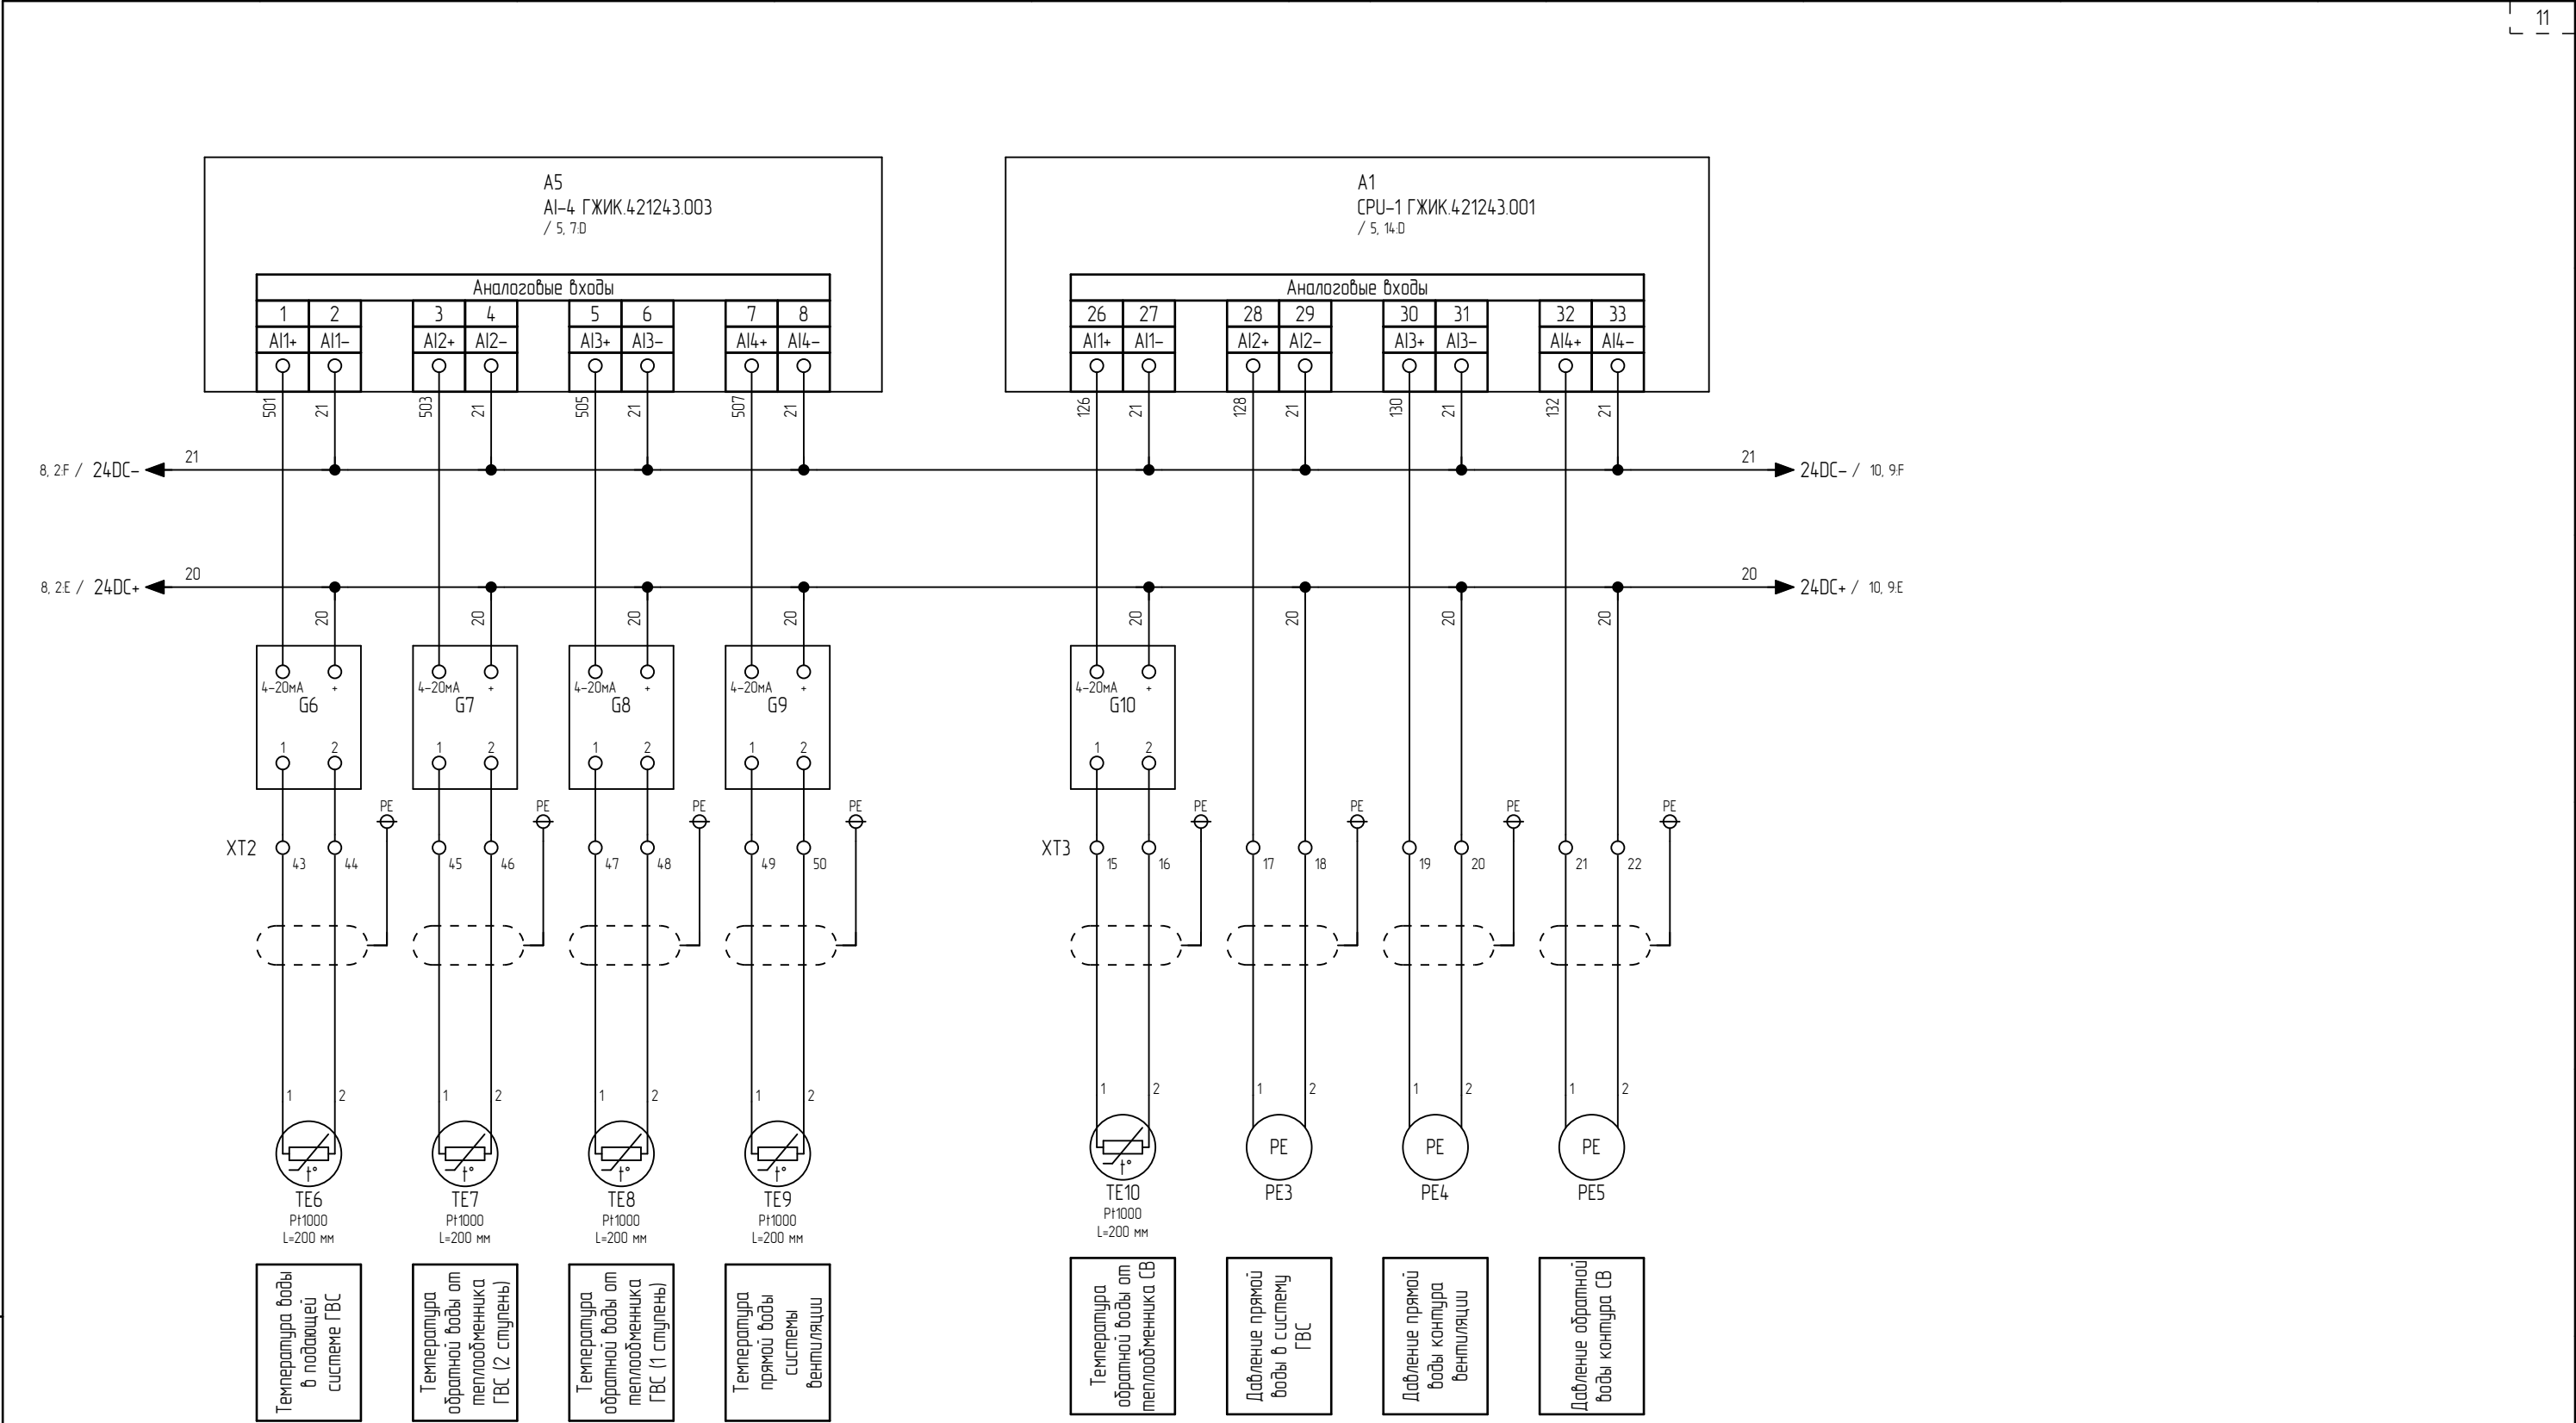 11
А5
AI-4 ГЖИК.421243.003
/ 5, 7:D
А1
CPU-1 ГЖИК.421243.001
/ 5, 14:D
Аналоговые входы
Аналоговые входы
1 2 3 4 5 6 7 8
26 27 28 29 30 31 32 33
AI1+ AI1- AI2+ AI2- AI3+ AI3- AI4+ AI4-
AI1+ AI1- AI2+ AI2- AI3+ AI3- AI4+ AI4-
501 21 503 21 505 21 507 21
126 21 128 21 130 21 132 21
8, 2:F / 24DC- 21
21 24DC- / 10, 9:F
8, 2:E / 24DC+ 20
20 24DC+ / 10, 9:E
20 20 20 20 20 20 20 20
4-20мА + 4-20мА + 4-20мА + 4-20мА + 4-20мА +
G6 G7 G8 G9 G10
1 2 1 2 1 2 1 2 1 2
PE PE PE PE PE PE PE PE
XT2 43 44 45 46 47 48 49 50
XT3 15 16 17 18 19 20 21 22
1 2 1 2 1 2 1 2 1 2 1 2 1 2 1 2
t° t° t° t° t° PE PE PE
TE6 TE7 TE8 TE9 TE10 PE3 PE4 PE5
Pt1000 Pt1000 Pt1000 Pt1000 Pt1000
L=200 мм L=200 мм L=200 мм L=200 мм L=200 мм
Температура воды
в подающей
системе ГВС
Температура
обратной воды от
теплообменника
ГВС (2 ступень)
Температура
обратной воды от
теплообменника
ГВС (1 ступень)
Температура
прямой воды
системы
вентиляции
Температура
обратной воды от
теплообменника СВ
Давление прямой
воды в систему
ГВС
Давление прямой
воды контура
вентиляции
Давление обратной
воды контура СВ